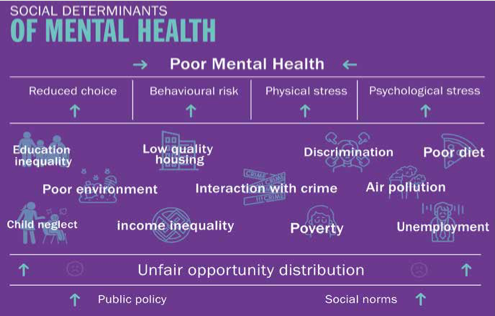 SOCIAL DETERMINANTS
OF MENTAL HEALTH
Poor Mental Health
Reduced choice
Behavioural risk
Physical stress
Psychological stress
Education
inequality
Low quality
housing
Discrimination
Poor diet
Poor environment
Interaction with crime
Air pollution
Child neglect
income inequality
Poverty
Unemployment
Unfair opportunity distribution
Public policy
Social norms